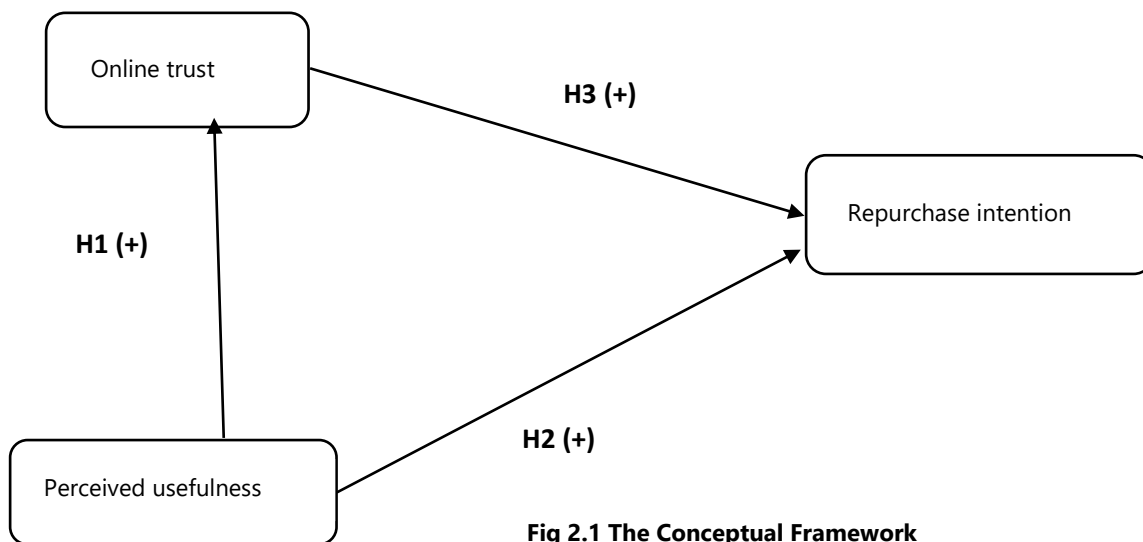 Online trust
H3 (+)
Repurchase intention
H1 (+)
H2 (+)
Perceived usefulness
Fig 2.1 The Conceptual Framework